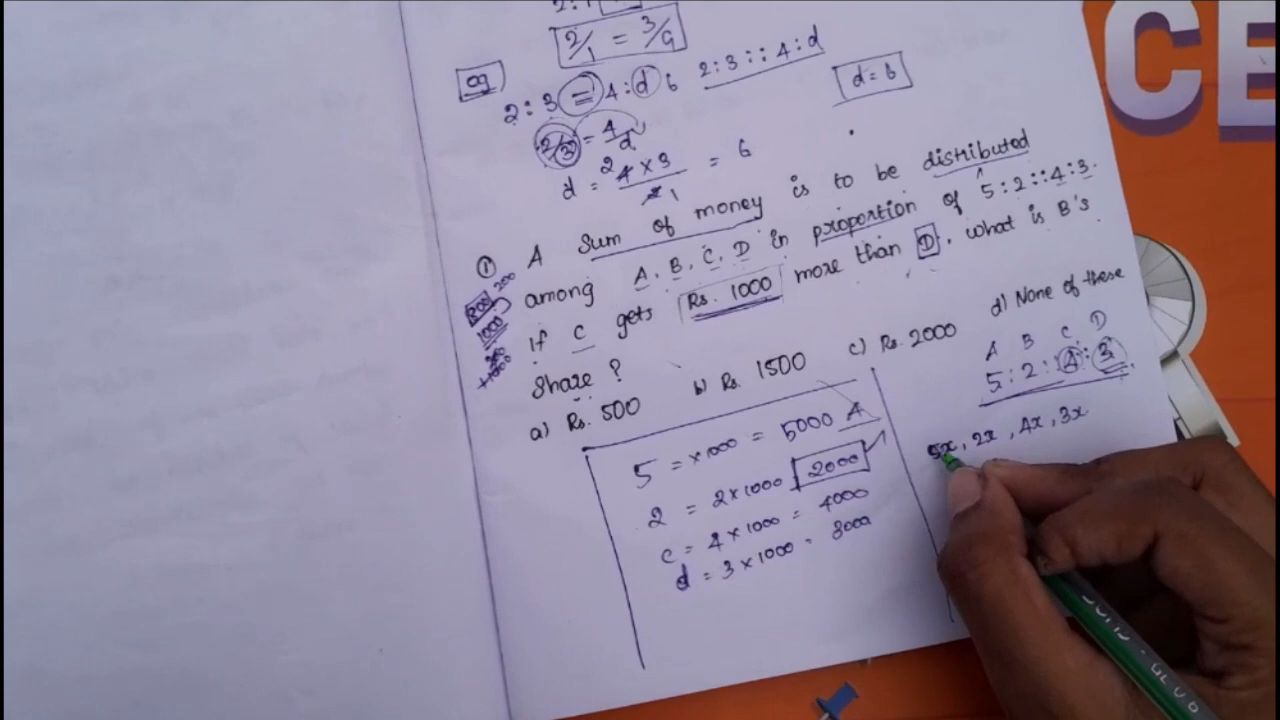 2/1 = 3/9
eg
2 : 3 = 4 : d 6 2 : 3 : : 4 : d
2/3 = 4/d
d = 6
d = 4 × 3 = 6
2 1
① A Sum of money is to be distributed
among A, B, C, D in proportion of 5 : 2 : : 4 : 3.
If C gets Rs. 1000 more than D, what is B's
Share ?
a) Rs. 500 b) Rs. 1500 c) Rs. 2000 d) None of these
200
1000
A B C D
5 : 2 : 4 : 3
5x, 2x, 4x, 3x
5 = ×1000 = 5000 A
2 = 2×1000 2000
c = 4×1000 = 4000
d = 3×1000 = 3000
CE